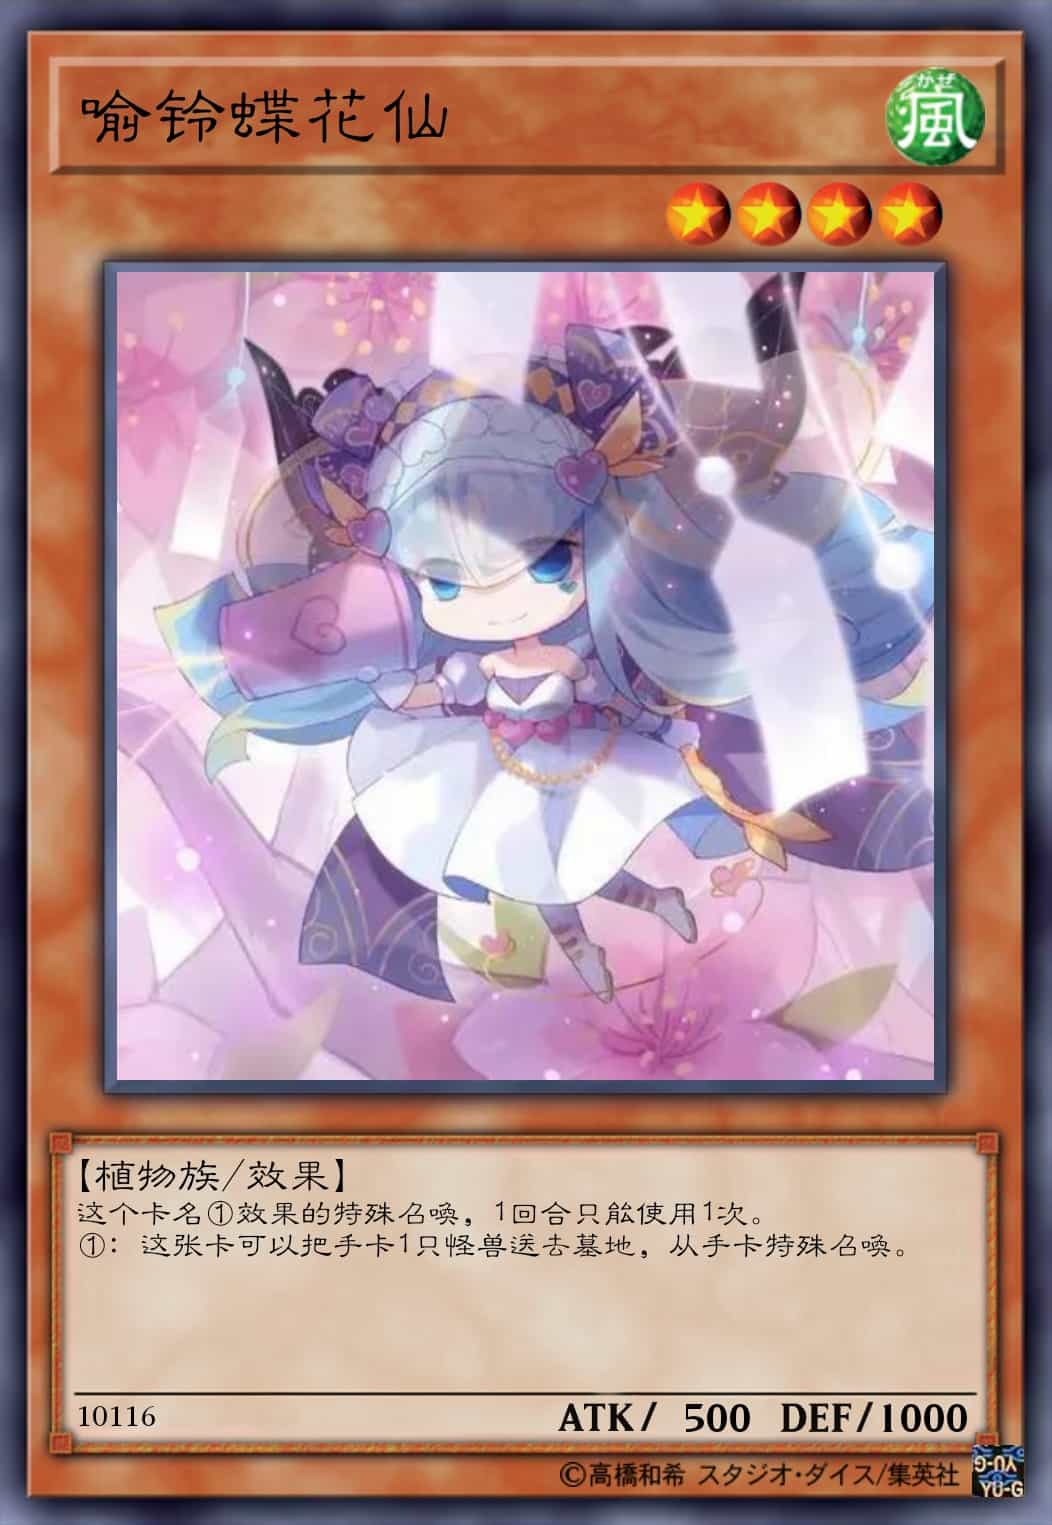 喻铃蝶花仙
かぜ
風
【植物族/效果】
这个卡名①效果的特殊召唤，1回合只能使用1次。
①：这张卡可以把手卡1只怪兽送去墓地，从手卡特殊召唤。
10116
ATK/ 500 DEF/1000
©高橋和希 スタジオ・ダイス/集英社
YU-G
YU-G